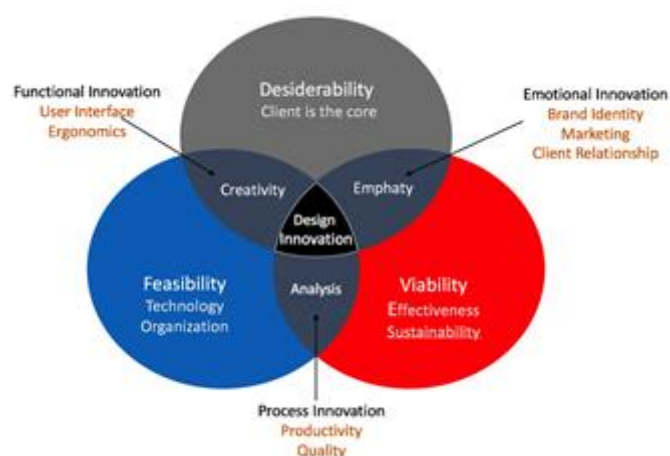 Desiderability
Client is the core
Functional Innovation
User Interface
Ergonomics
Emotional Innovation
Brand Identity
Marketing
Client Relationship
Creativity
Emphaty
Design
Innovation
Feasibility
Technology
Organization
Analysis
Viability
Effectiveness
Sustainability
Process Innovation
Productivity
Quality